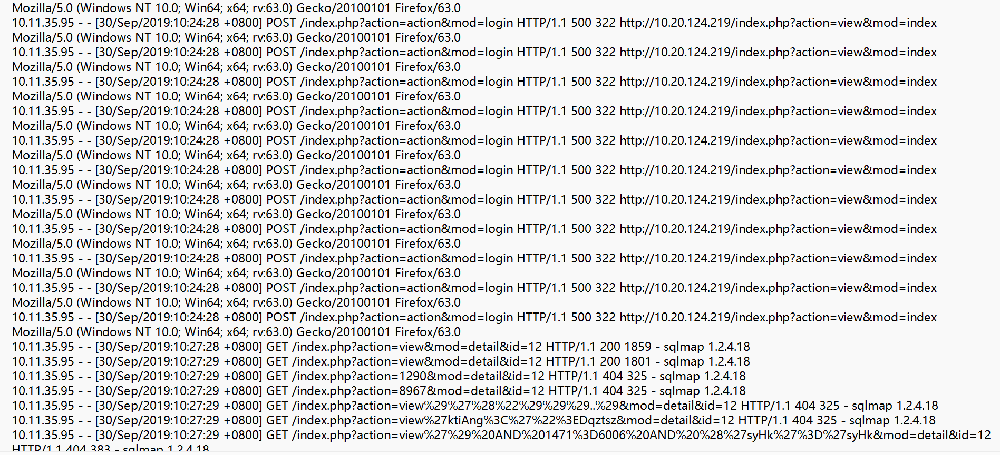 Mozilla/5.0 (Windows NT 10.0; Win64; x64; rv:63.0) Gecko/20100101 Firefox/63.0
10.11.35.95 - - [30/Sep/2019:10:24:28 +0800] POST /index.php?action=action&mod=login HTTP/1.1 500 322 http://10.20.124.219/index.php?action=view&mod=index
Mozilla/5.0 (Windows NT 10.0; Win64; x64; rv:63.0) Gecko/20100101 Firefox/63.0
10.11.35.95 - - [30/Sep/2019:10:24:28 +0800] POST /index.php?action=action&mod=login HTTP/1.1 500 322 http://10.20.124.219/index.php?action=view&mod=index
Mozilla/5.0 (Windows NT 10.0; Win64; x64; rv:63.0) Gecko/20100101 Firefox/63.0
10.11.35.95 - - [30/Sep/2019:10:24:28 +0800] POST /index.php?action=action&mod=login HTTP/1.1 500 322 http://10.20.124.219/index.php?action=view&mod=index
Mozilla/5.0 (Windows NT 10.0; Win64; x64; rv:63.0) Gecko/20100101 Firefox/63.0
10.11.35.95 - - [30/Sep/2019:10:24:28 +0800] POST /index.php?action=action&mod=login HTTP/1.1 500 322 http://10.20.124.219/index.php?action=view&mod=index
Mozilla/5.0 (Windows NT 10.0; Win64; x64; rv:63.0) Gecko/20100101 Firefox/63.0
10.11.35.95 - - [30/Sep/2019:10:24:28 +0800] POST /index.php?action=action&mod=login HTTP/1.1 500 322 http://10.20.124.219/index.php?action=view&mod=index
Mozilla/5.0 (Windows NT 10.0; Win64; x64; rv:63.0) Gecko/20100101 Firefox/63.0
10.11.35.95 - - [30/Sep/2019:10:24:28 +0800] POST /index.php?action=action&mod=login HTTP/1.1 500 322 http://10.20.124.219/index.php?action=view&mod=index
Mozilla/5.0 (Windows NT 10.0; Win64; x64; rv:63.0) Gecko/20100101 Firefox/63.0
10.11.35.95 - - [30/Sep/2019:10:24:28 +0800] POST /index.php?action=action&mod=login HTTP/1.1 500 322 http://10.20.124.219/index.php?action=view&mod=index
Mozilla/5.0 (Windows NT 10.0; Win64; x64; rv:63.0) Gecko/20100101 Firefox/63.0
10.11.35.95 - - [30/Sep/2019:10:24:28 +0800] POST /index.php?action=action&mod=login HTTP/1.1 500 322 http://10.20.124.219/index.php?action=view&mod=index
Mozilla/5.0 (Windows NT 10.0; Win64; x64; rv:63.0) Gecko/20100101 Firefox/63.0
10.11.35.95 - - [30/Sep/2019:10:24:28 +0800] POST /index.php?action=action&mod=login HTTP/1.1 500 322 http://10.20.124.219/index.php?action=view&mod=index
Mozilla/5.0 (Windows NT 10.0; Win64; x64; rv:63.0) Gecko/20100101 Firefox/63.0
10.11.35.95 - - [30/Sep/2019:10:24:28 +0800] POST /index.php?action=action&mod=login HTTP/1.1 500 322 http://10.20.124.219/index.php?action=view&mod=index
Mozilla/5.0 (Windows NT 10.0; Win64; x64; rv:63.0) Gecko/20100101 Firefox/63.0
10.11.35.95 - - [30/Sep/2019:10:24:28 +0800] POST /index.php?action=action&mod=login HTTP/1.1 500 322 http://10.20.124.219/index.php?action=view&mod=index
Mozilla/5.0 (Windows NT 10.0; Win64; x64; rv:63.0) Gecko/20100101 Firefox/63.0
10.11.35.95 - - [30/Sep/2019:10:27:28 +0800] GET /index.php?action=view&mod=detail&id=12 HTTP/1.1 200 1859 - sqlmap 1.2.4.18
10.11.35.95 - - [30/Sep/2019:10:27:29 +0800] GET /index.php?action=view&mod=detail&id=12 HTTP/1.1 200 1801 - sqlmap 1.2.4.18
10.11.35.95 - - [30/Sep/2019:10:27:29 +0800] GET /index.php?action=1290&mod=detail&id=12 HTTP/1.1 404 325 - sqlmap 1.2.4.18
10.11.35.95 - - [30/Sep/2019:10:27:29 +0800] GET /index.php?action=8967&mod=detail&id=12 HTTP/1.1 404 325 - sqlmap 1.2.4.18
10.11.35.95 - - [30/Sep/2019:10:27:29 +0800] GET /index.php?action=view%29%27%28%22%29%29%29..%29&mod=detail&id=12 HTTP/1.1 404 325 - sqlmap 1.2.4.18
10.11.35.95 - - [30/Sep/2019:10:27:29 +0800] GET /index.php?action=view%27ktiAng%3C%27%22%3EDqztsz&mod=detail&id=12 HTTP/1.1 404 325 - sqlmap 1.2.4.18
10.11.35.95 - - [30/Sep/2019:10:27:29 +0800] GET /index.php?action=view%27%29%20AND%201471%3D6006%20AND%20%28%27syHk%27%3D%27syHk&mod=detail&id=12
HTTP/1.1 404 383 - sqlmap 1.2.4.18